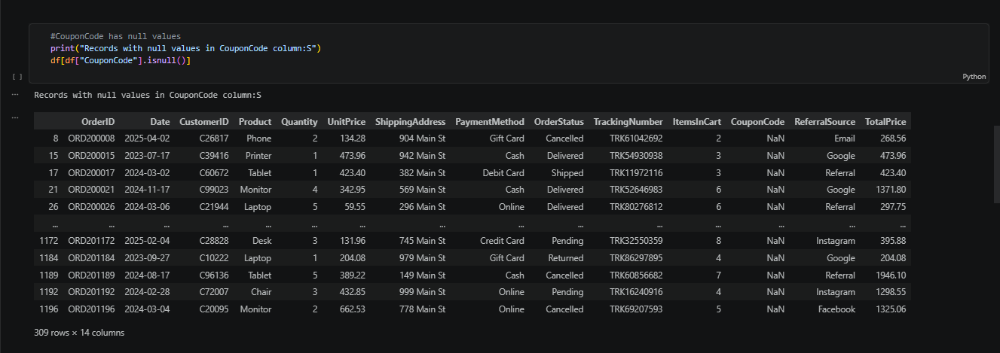 #CouponCode has null values
print("Records with null values in CouponCode column:S")
df[df["CouponCode"].isnull()]
[ ]
Python
... Records with null values in CouponCode column:S
...
OrderID Date CustomerID Product Quantity UnitPrice ShippingAddress PaymentMethod OrderStatus TrackingNumber ItemsInCart CouponCode ReferralSource TotalPrice
8 ORD200008 2025-04-02 C26817 Phone 2 134.28 904 Main St Gift Card Cancelled TRK61042692 2 NaN Email 268.56
15 ORD200015 2023-07-17 C39416 Printer 1 473.96 942 Main St Cash Delivered TRK54930938 3 NaN Google 473.96
17 ORD200017 2024-03-02 C60672 Tablet 1 423.40 382 Main St Debit Card Shipped TRK11972116 3 NaN Referral 423.40
21 ORD200021 2024-11-17 C99023 Monitor 4 342.95 569 Main St Cash Delivered TRK52646983 6 NaN Google 1371.80
26 ORD200026 2024-03-06 C21944 Laptop 5 59.55 296 Main St Online Delivered TRK80276812 6 NaN Referral 297.75
... ... ... ... ... ... ... ... ... ... ... ... ... ... ...
1172 ORD201172 2025-02-04 C28828 Desk 3 131.96 745 Main St Credit Card Pending TRK32550359 8 NaN Instagram 395.88
1184 ORD201184 2023-09-27 C10222 Laptop 1 204.08 979 Main St Gift Card Returned TRK86297895 4 NaN Google 204.08
1189 ORD201189 2024-08-17 C96136 Tablet 5 389.22 149 Main St Cash Cancelled TRK60856682 7 NaN Referral 1946.10
1192 ORD201192 2024-02-28 C72007 Chair 3 432.85 999 Main St Online Pending TRK16240916 4 NaN Instagram 1298.55
1196 ORD201196 2024-03-04 C20095 Monitor 2 662.53 778 Main St Online Cancelled TRK69207593 5 NaN Facebook 1325.06
309 rows × 14 columns